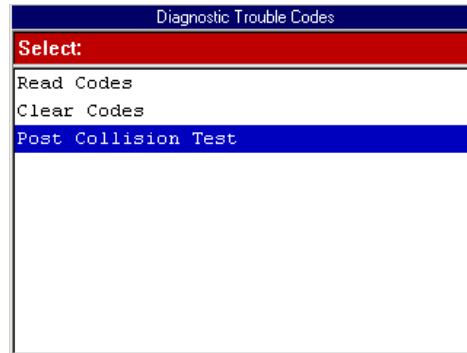 Diagnostic Trouble Codes
Select:
Read Codes
Clear Codes
Post Collision Test